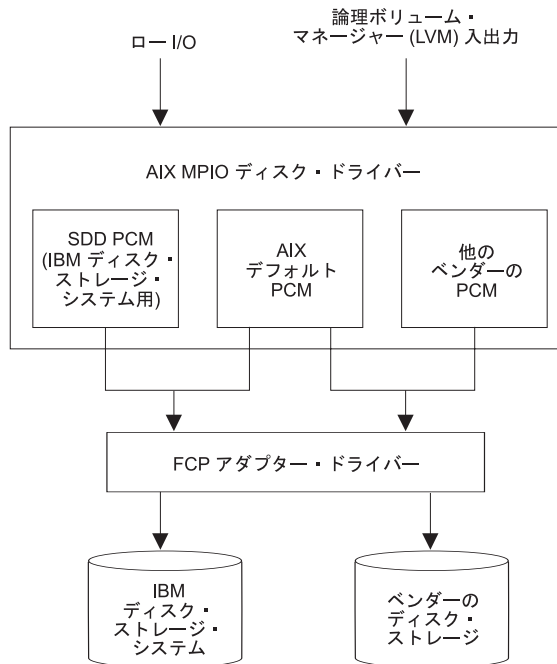 ロー I/O
論理ボリューム・
マネージャー (LVM) 入出力
AIX MPIO ディスク・ドライバー
SDD PCM
(IBM ディスク・
ストレージ・
システム用)
AIX
デフォルト
PCM
他の
ベンダーの
PCM
FCP アダプター・ドライバー
IBM
ディスク・
ストレージ・
システム
ベンダーの
ディスク・
ストレージ